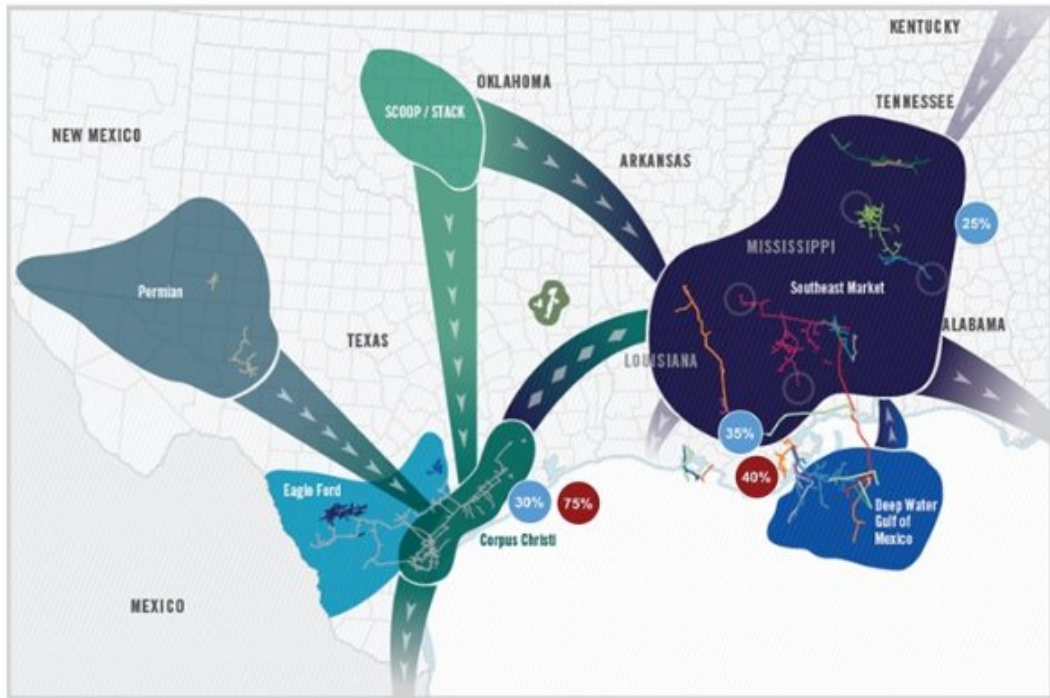 KENTUCKY
OKLAHOMA
SCOOP / STACK
TENNESSEE
NEW MEXICO
ARKANSAS
25%
MISSISSIPPI
Southeast Market
Permian
ALABAMA
TEXAS
LOUISIANA
35%
40%
Eagle Ford
30%
75%
Deep Water
Gulf of
Mexico
Corpus Christi
MEXICO